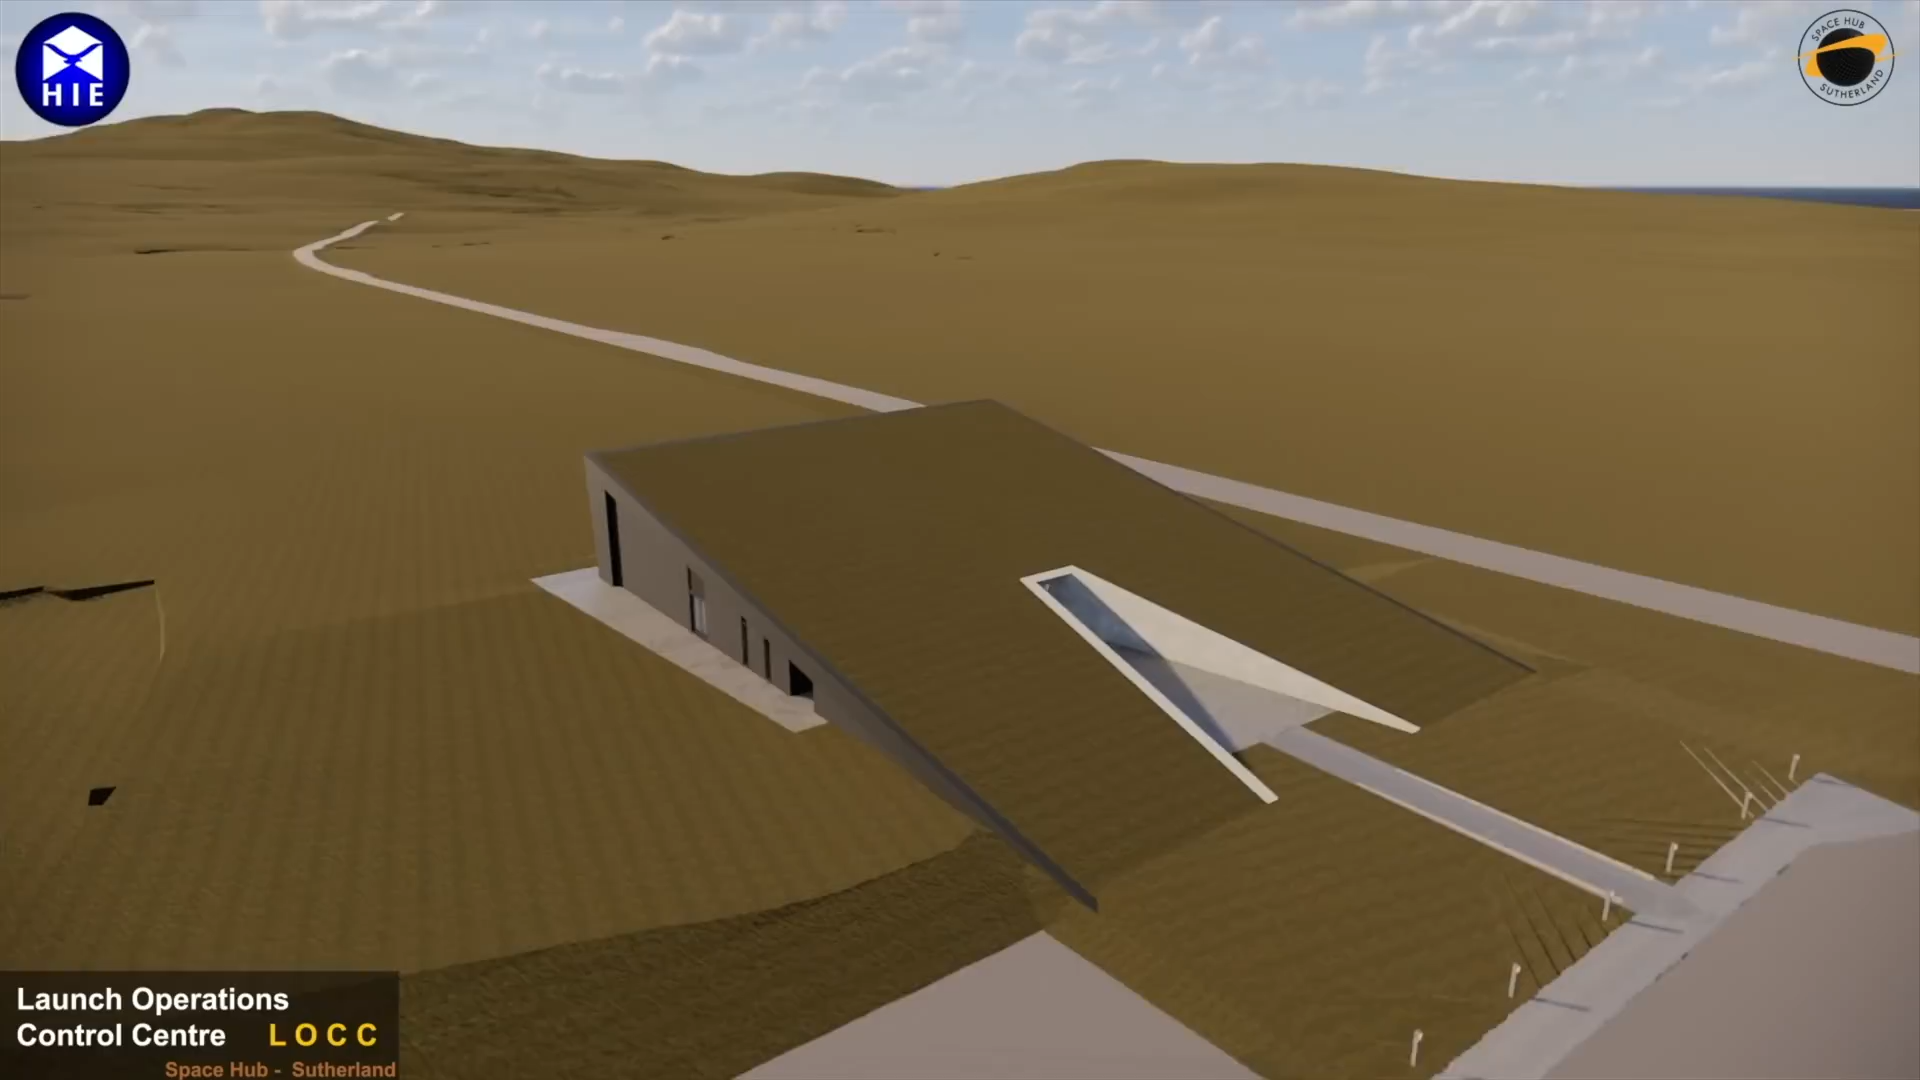 HIE
SPACE HUB
SUTHERLAND
Launch Operations
Control Centre LOCC
Space Hub - Sutherland